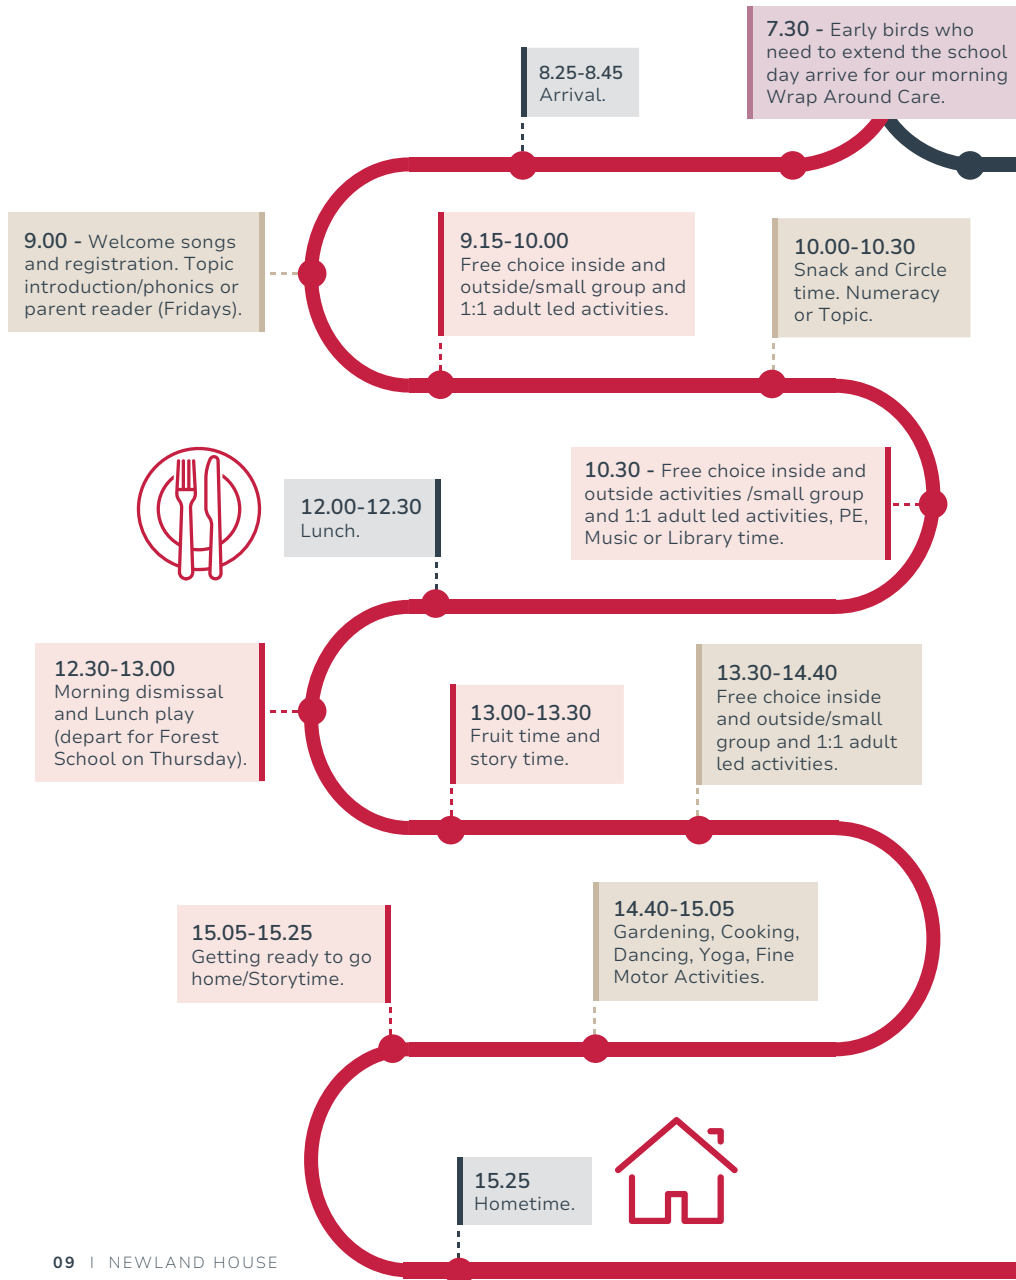 7.30 - Early birds who
need to extend the school
day arrive for our morning
Wrap Around Care.
8.25-8.45
Arrival.
9.00 - Welcome songs
and registration. Topic
introduction/phonics or
parent reader (Fridays).
9.15-10.00
Free choice inside and
outside/small group and
1:1 adult led activities.
10.00-10.30
Snack and Circle
time. Numeracy
or Topic.
10.30 - Free choice inside and
outside activities /small group
and 1:1 adult led activities, PE,
Music or Library time.
12.00-12.30
Lunch.
12.30-13.00
Morning dismissal
and Lunch play
(depart for Forest
School on Thursday).
13.00-13.30
Fruit time and
story time.
13.30-14.40
Free choice inside
and outside/small
group and 1:1 adult
led activities.
14.40-15.05
Gardening, Cooking,
Dancing, Yoga, Fine
Motor Activities.
15.05-15.25
Getting ready to go
home/Storytime.
15.25
Hometime.
09 I NEWLAND HOUSE